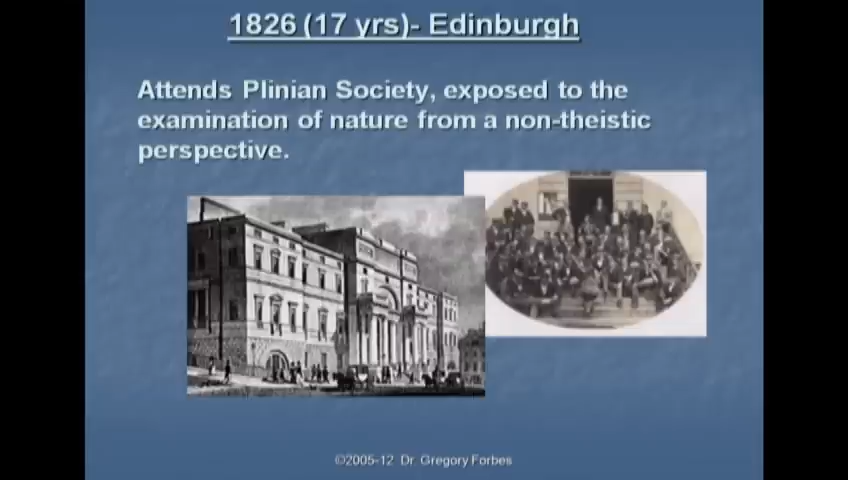 1826 (17 yrs)- Edinburgh
Attends Plinian Society, exposed to the
examination of nature from a non-theistic
perspective.
©2005-12 Dr. Gregory Forbes